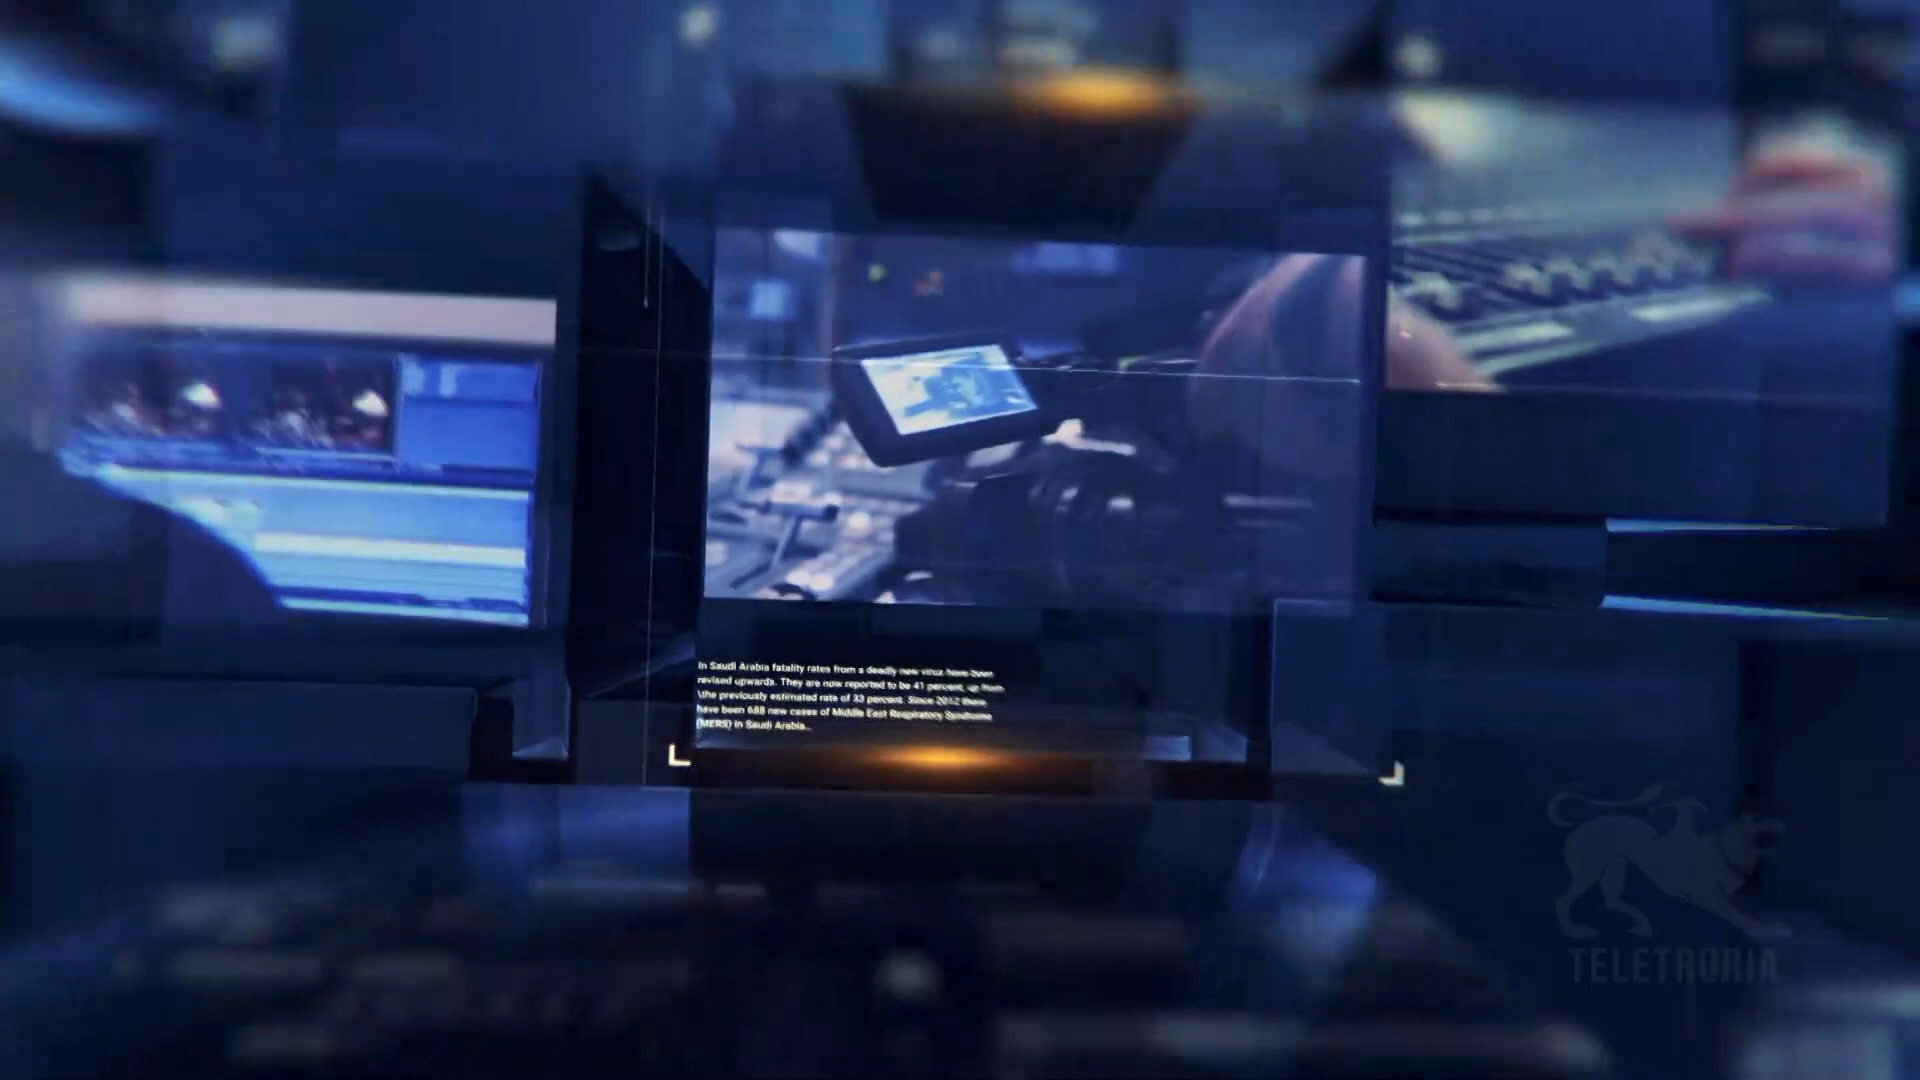 In Saudi Arabia fatality rates from a deadly new virus have been
revised upwards. They are now reported to be 41 percent, up from
\the previously estimated rate of 33 percent. Since 2012 there
have been 688 new cases of Middle East Respiratory Syndrome
(MERS) in Saudi Arabia...
TELETRURIA